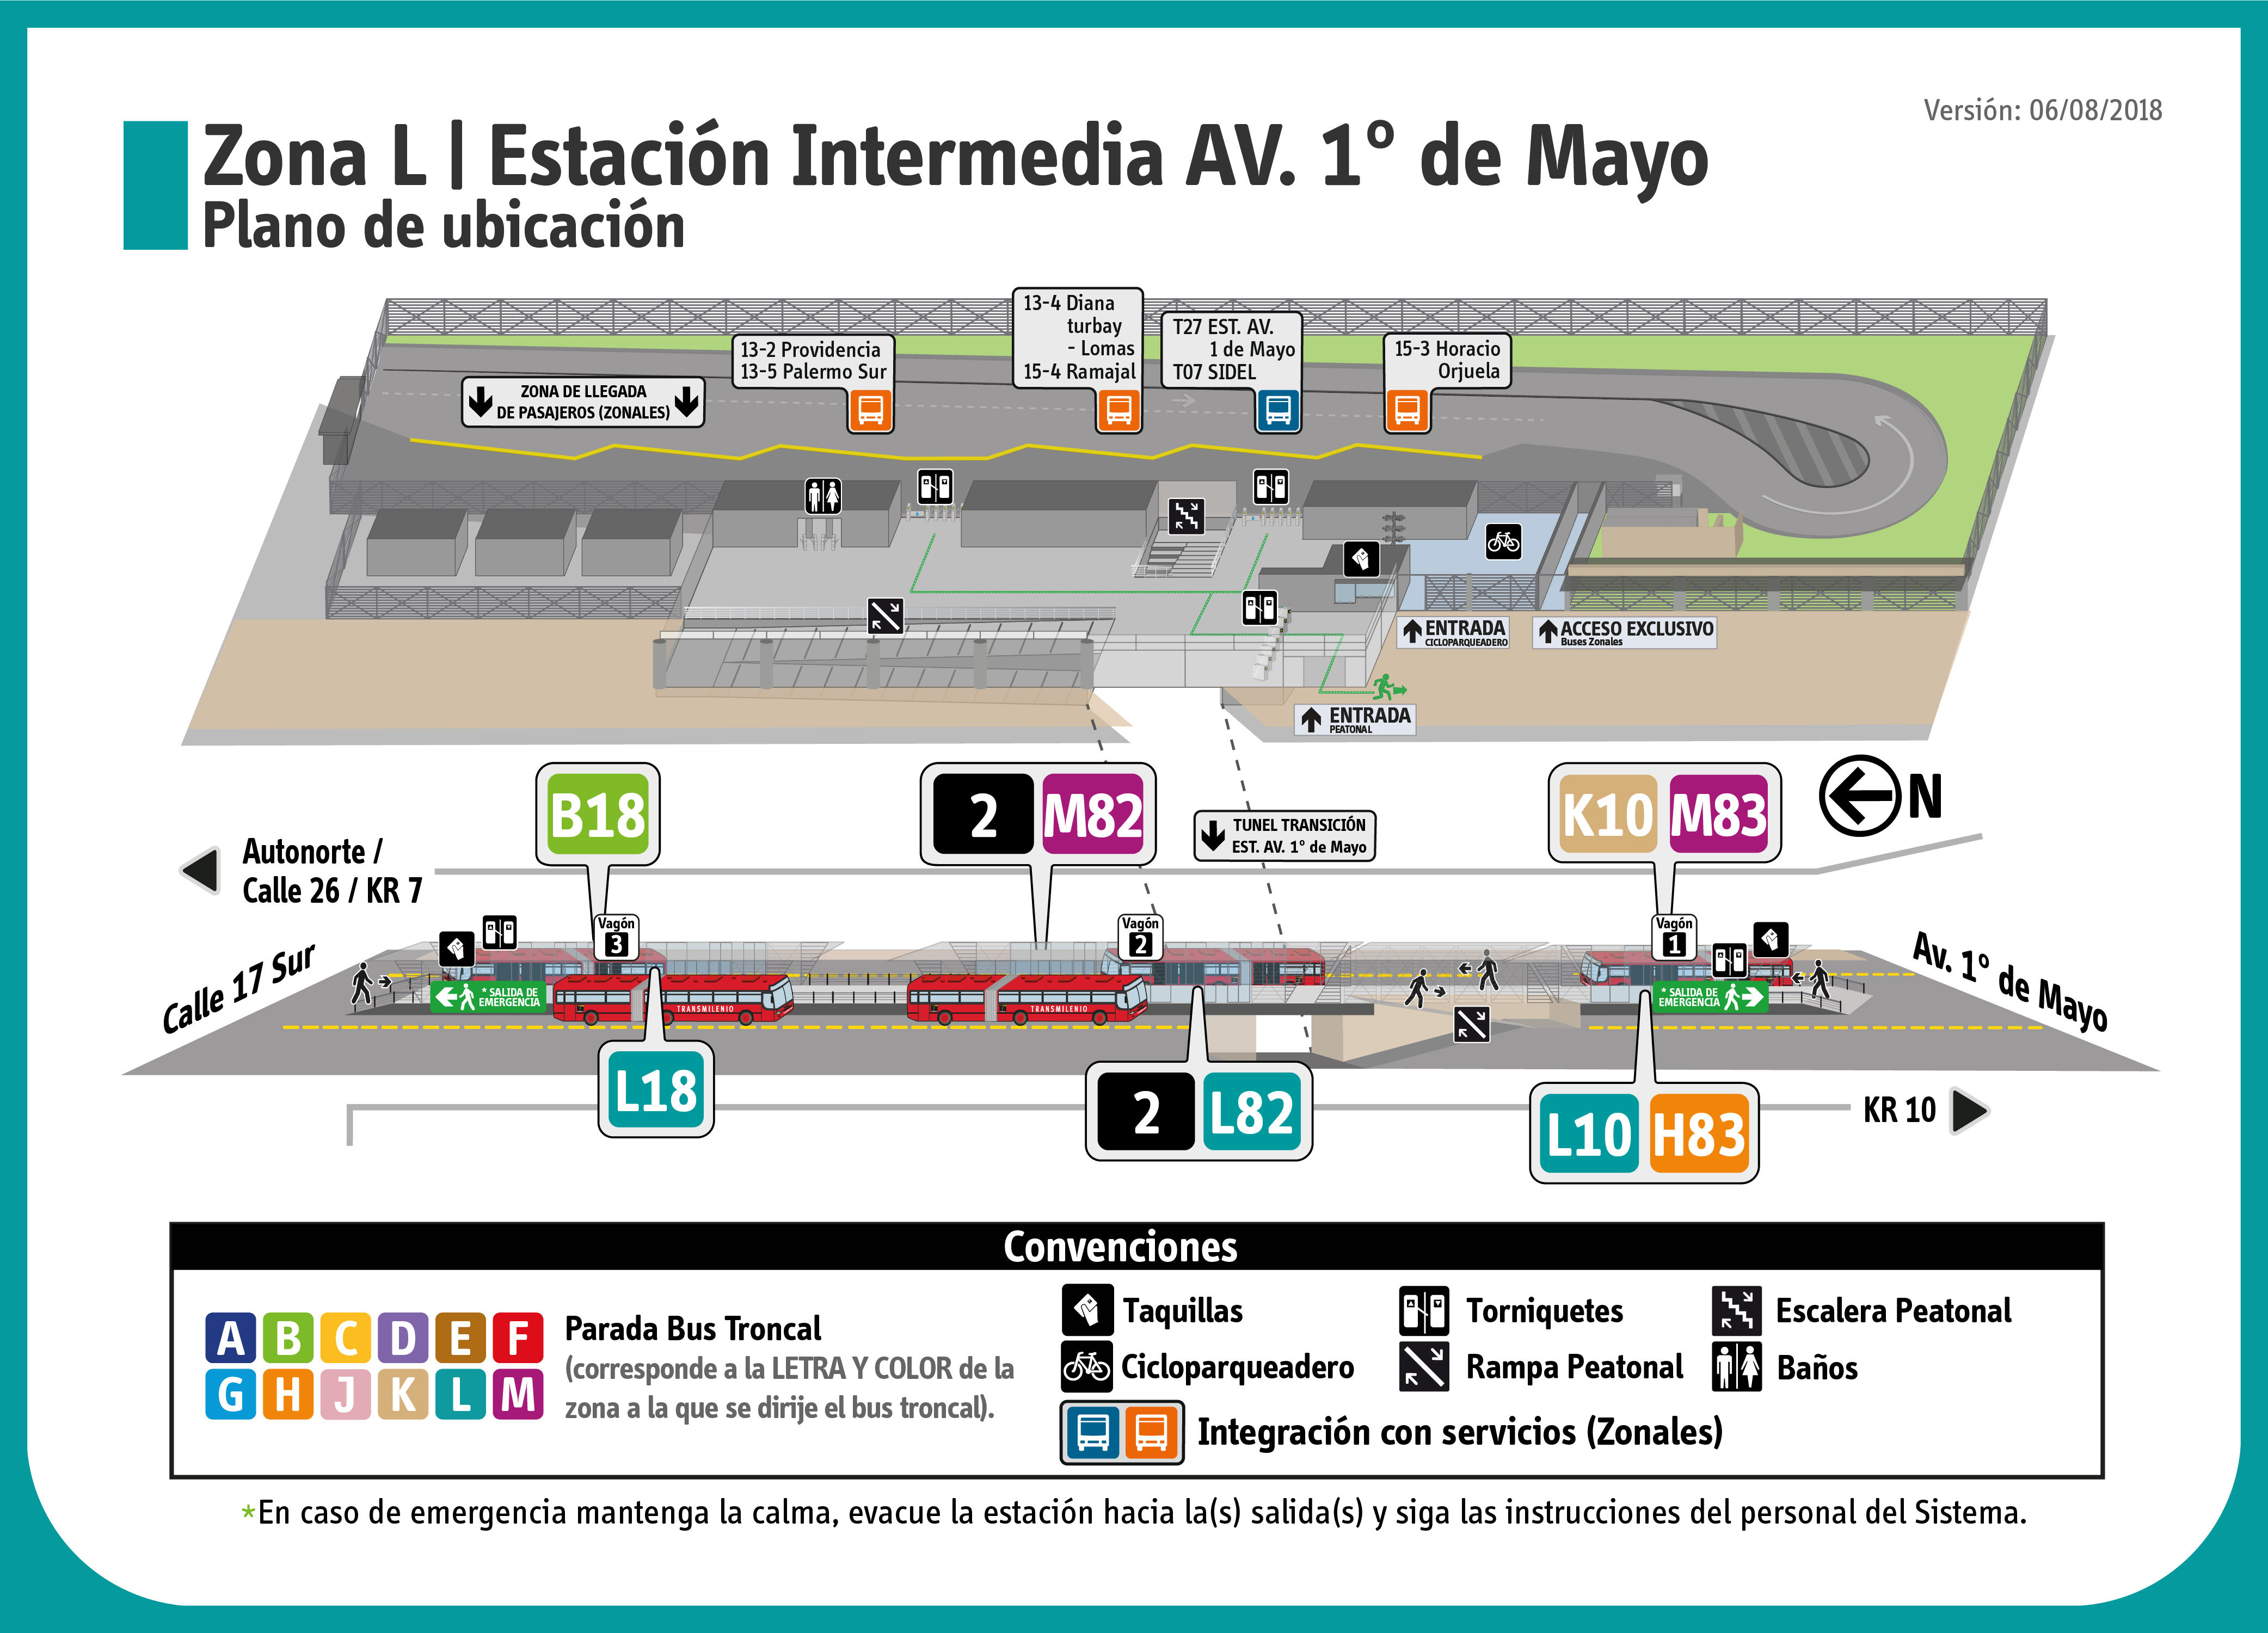 Versión: 06/08/2018
Zona L | Estación Intermedia AV. 1° de Mayo
Plano de ubicación
13-4 Diana
turbay
- Lomas
15-4 Ramajal
T27 EST. AV.
1 de Mayo
T07 SIDEL
13-2 Providencia
13-5 Palermo Sur
15-3 Horacio
Orjuela
ZONA DE LLEGADA
DE PASAJEROS (ZONALES)
ENTRADA
CICLOPARQUEADERO
ACCESO EXCLUSIVO
Buses Zonales
ENTRADA
PEATONAL
B18
2 M82
K10 M83
N
TUNEL TRANSICIÓN
EST. AV. 1° de Mayo
Autonorte /
Calle 26 / KR 7
Vagón
3
Vagón
2
Vagón
1
Calle 17 Sur
Av. 1° de Mayo
* SALIDA DE
EMERGENCIA
* SALIDA DE
EMERGENCIA
TRANSMILENIO
TRANSMILENIO
L18
2 L82
L10 H83
KR 10
Convenciones
A B C D E F
G H J K L M
Parada Bus Troncal
(corresponde a la LETRA Y COLOR de la
zona a la que se dirije el bus troncal).
Taquillas
Torniquetes
Escalera Peatonal
Cicloparqueadero
Rampa Peatonal
Baños
Integración con servicios (Zonales)
*En caso de emergencia mantenga la calma, evacue la estación hacia la(s) salida(s) y siga las instrucciones del personal del Sistema.